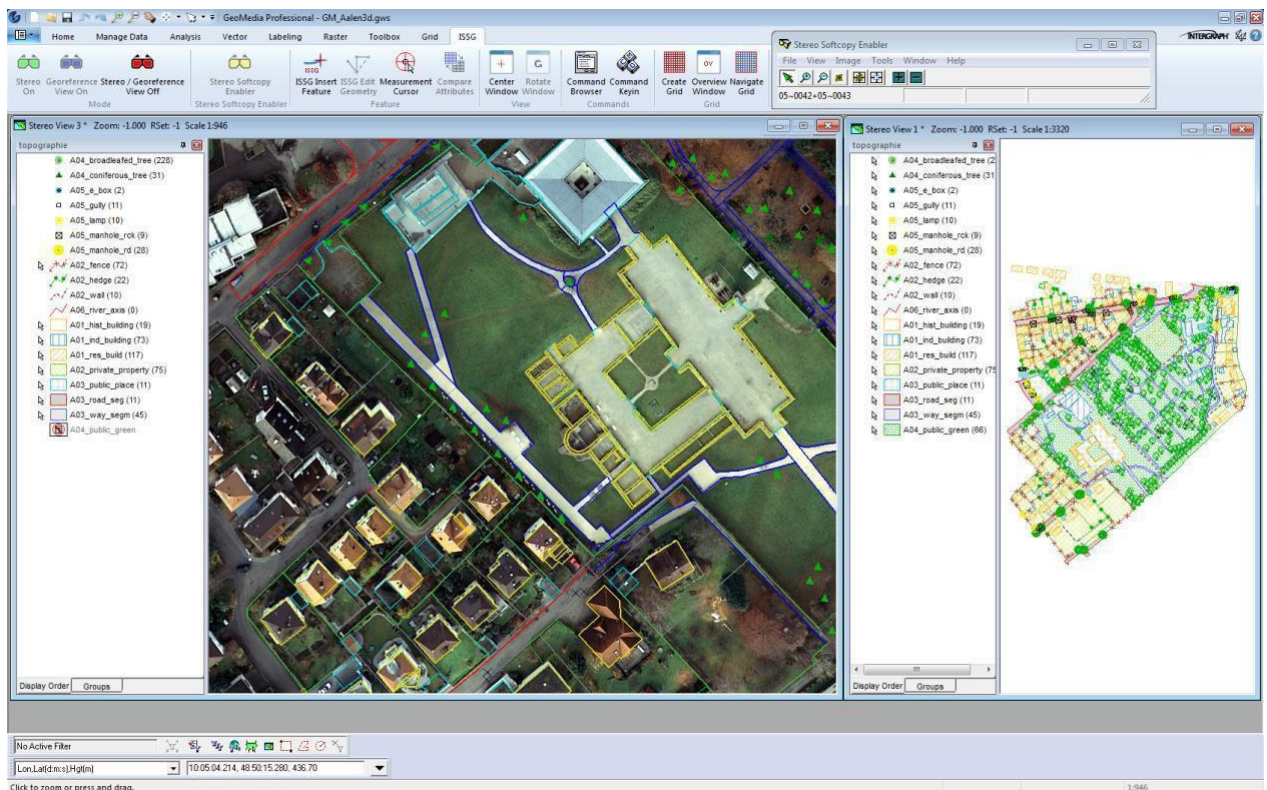 GeoMedia Professional - GM_Aalen3d.gws
Home Manage Data Analysis Vector Labeling Raster Toolbox Grid ISSG
INTERGRAPH
Stereo On
Georeference View On
Stereo / Georeference View Off
Mode
Stereo Softcopy Enabler
Stereo Softcopy Enabler
ISSG
ISSG Insert Feature
ISSG Edit Geometry
Measurement Cursor
Compare Attributes
Feature
Center Window
Rotate Window
View
Command Browser
Command Keyin
Commands
Create Grid
Overview Window
Navigate Grid
Grid
Stereo Softcopy Enabler
File View Image Tools Window Help
05~0042+05~0043
Stereo View 3 * Zoom: -1.000 RSet: -1 Scale 1:946
topographie
A04_broadleafed_tree (228)
A04_coniferous_tree (31)
A05_e_box (2)
A05_gully (11)
A05_lamp (10)
A05_manhole_rck (9)
A05_manhole_rd (28)
A02_fence (72)
A02_hedge (22)
A02_wall (10)
A06_river_axis (0)
A01_hist_building (19)
A01_ind_building (73)
A01_res_build (117)
A02_private_property (75)
A03_public_place (11)
A03_road_seg (11)
A03_way_segm (45)
A04_public_green
Display Order Groups
Stereo View 1 * Zoom: -1.000 RSet: -1 Scale 1:3320
topographie
A04_broadleafed_tree (2
A04_coniferous_tree (31
A05_e_box (2)
A05_gully (11)
A05_lamp (10)
A05_manhole_rck (9)
A05_manhole_rd (28)
A02_fence (72)
A02_hedge (22)
A02_wall (10)
A06_river_axis (0)
A01_hist_building (19)
A01_ind_building (73)
A01_res_build (117)
A02_private_property (75
A03_public_place (11)
A03_road_seg (11)
A03_way_segm (45)
A04_public_green (66)
Display Order Groups
No Active Filter
Lon,Lat(d:m:s),Hgt(m) 10:05:04.214, 48:50:15.280, 436.70
Click to zoom or press and drag. 1:946